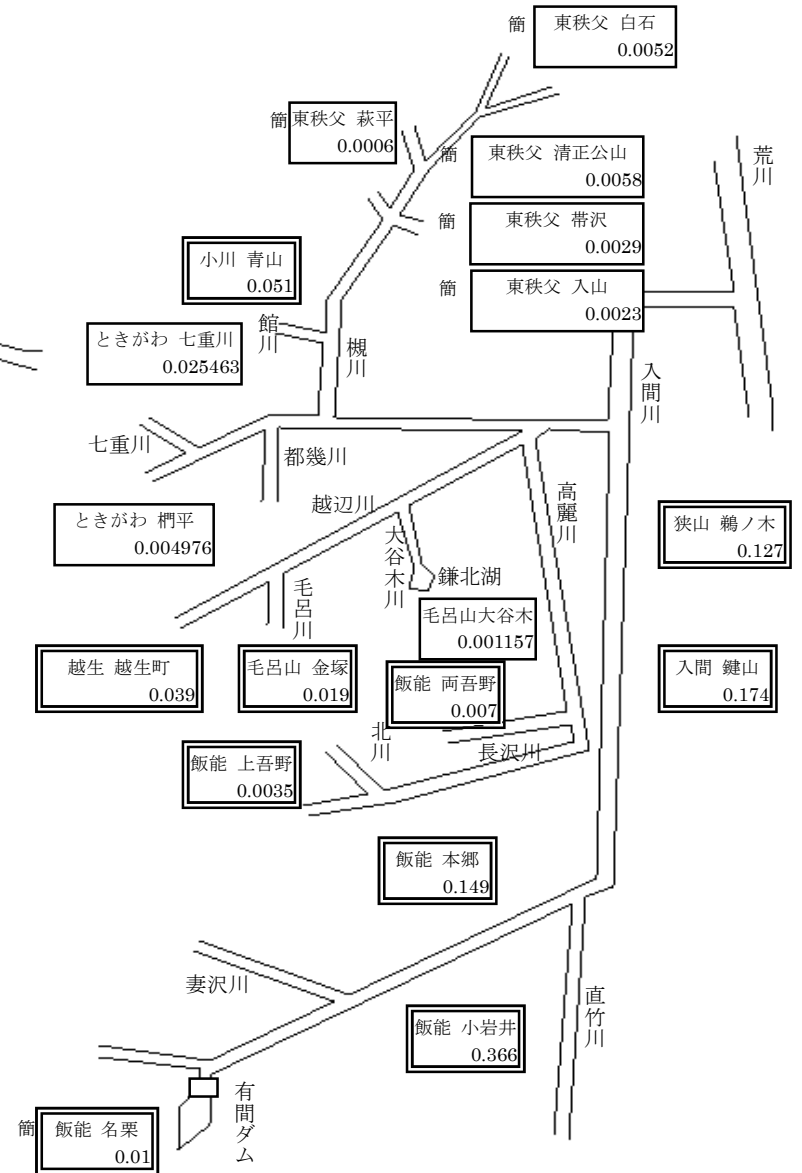 簡
東秩父 白石
0.0052
簡
東秩父 萩平
0.0006
簡
東秩父 清正公山
0.0058
荒川
簡
東秩父 帯沢
0.0029
小川 青山
0.051
簡
東秩父 入山
0.0023
館川
ときがわ 七重川
0.025463
槻川
入間川
七重川
都幾川
越辺川
高麗川
ときがわ 椚平
0.004976
大谷木川
狭山 鵜ノ木
0.127
鎌北湖
毛呂川
毛呂山大谷木
0.001157
越生 越生町
0.039
毛呂山 金塚
0.019
飯能 両吾野
0.007
入間 鍵山
0.174
北川
長沢川
飯能 上吾野
0.0035
飯能 本郷
0.149
妻沢川
直竹川
飯能 小岩井
0.366
有間ダム
簡
飯能 名栗
0.01